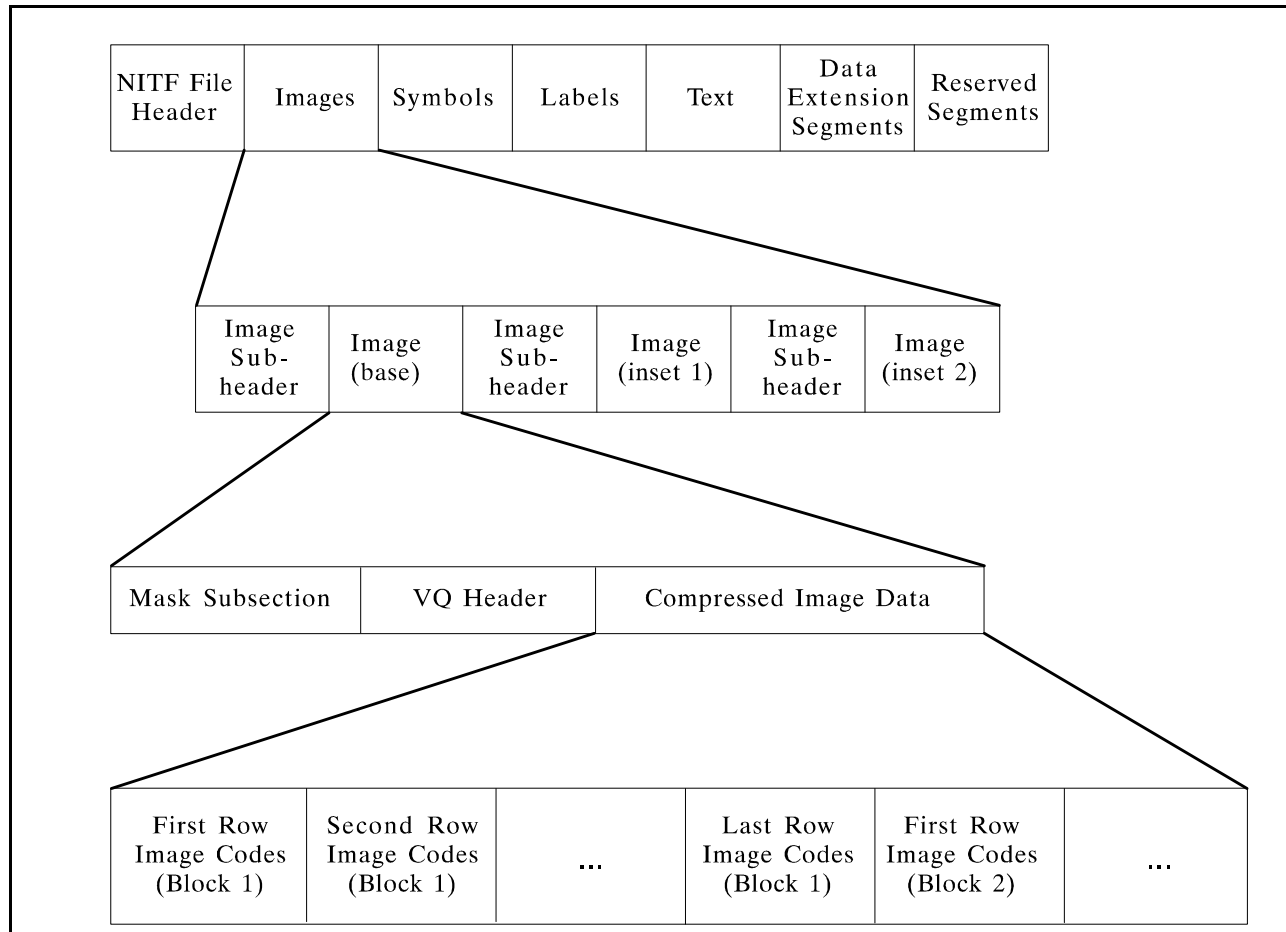 NITF File
Header
Images
Symbols
Labels
Text
Data
Extension
Segments
Reserved
Segments
Image
Sub-
header
Image
(base)
Image
Sub-
header
Image
(inset 1)
Image
Sub-
header
Image
(inset 2)
Mask Subsection
VQ Header
Compressed Image Data
First Row
Image Codes
(Block 1)
Second Row
Image Codes
(Block 1)
...
Last Row
Image Codes
(Block 1)
First Row
Image Codes
(Block 2)
...